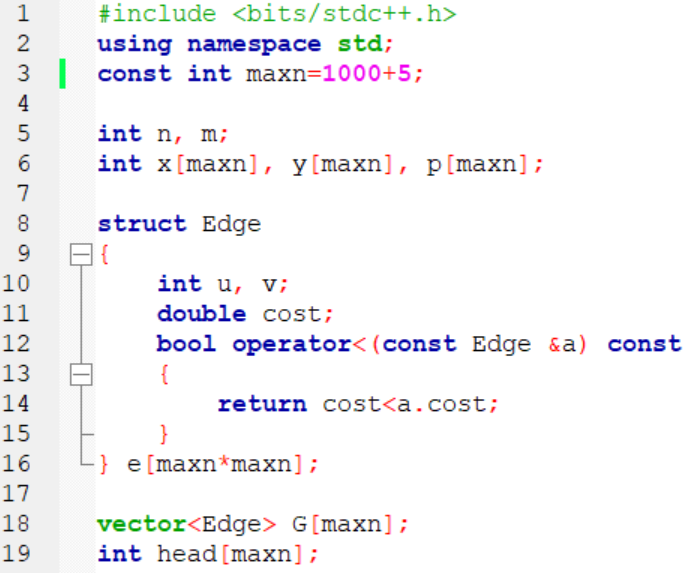 1 #include <bits/stdc++.h>
2 using namespace std;
3 const int maxn=1000+5;
4
5 int n, m;
6 int x[maxn], y[maxn], p[maxn];
7
8 struct Edge
9 {
10     int u, v;
11     double cost;
12     bool operator<(const Edge &a) const
13     {
14         return cost<a.cost;
15     }
16 } e[maxn*maxn];
17
18 vector<Edge> G[maxn];
19 int head[maxn];